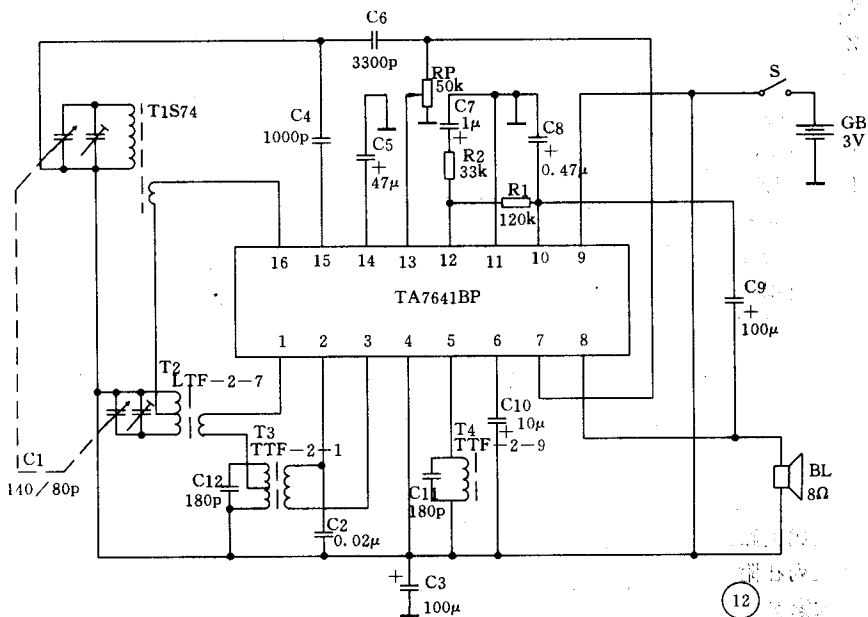 C6
3300p
RP
50k
S
T1S74
C4
1000p
C7
1μ
+
C5
+
47μ
R2
33k
C8
+
0.47μ
GB
3V
R1
120k
16 15 14 13 12 11 10 9
TA7641BP
1 2 3 4 5 6 7 8
C9
+
100μ
T2
LTF-2-7
C10
+
10μ
T3
TTF-2-1
T4
TTF-2-9
C1
140/80p
C12
180p
C11
180p
BL
8Ω
C2
0.02μ
+
C3
100μ
12